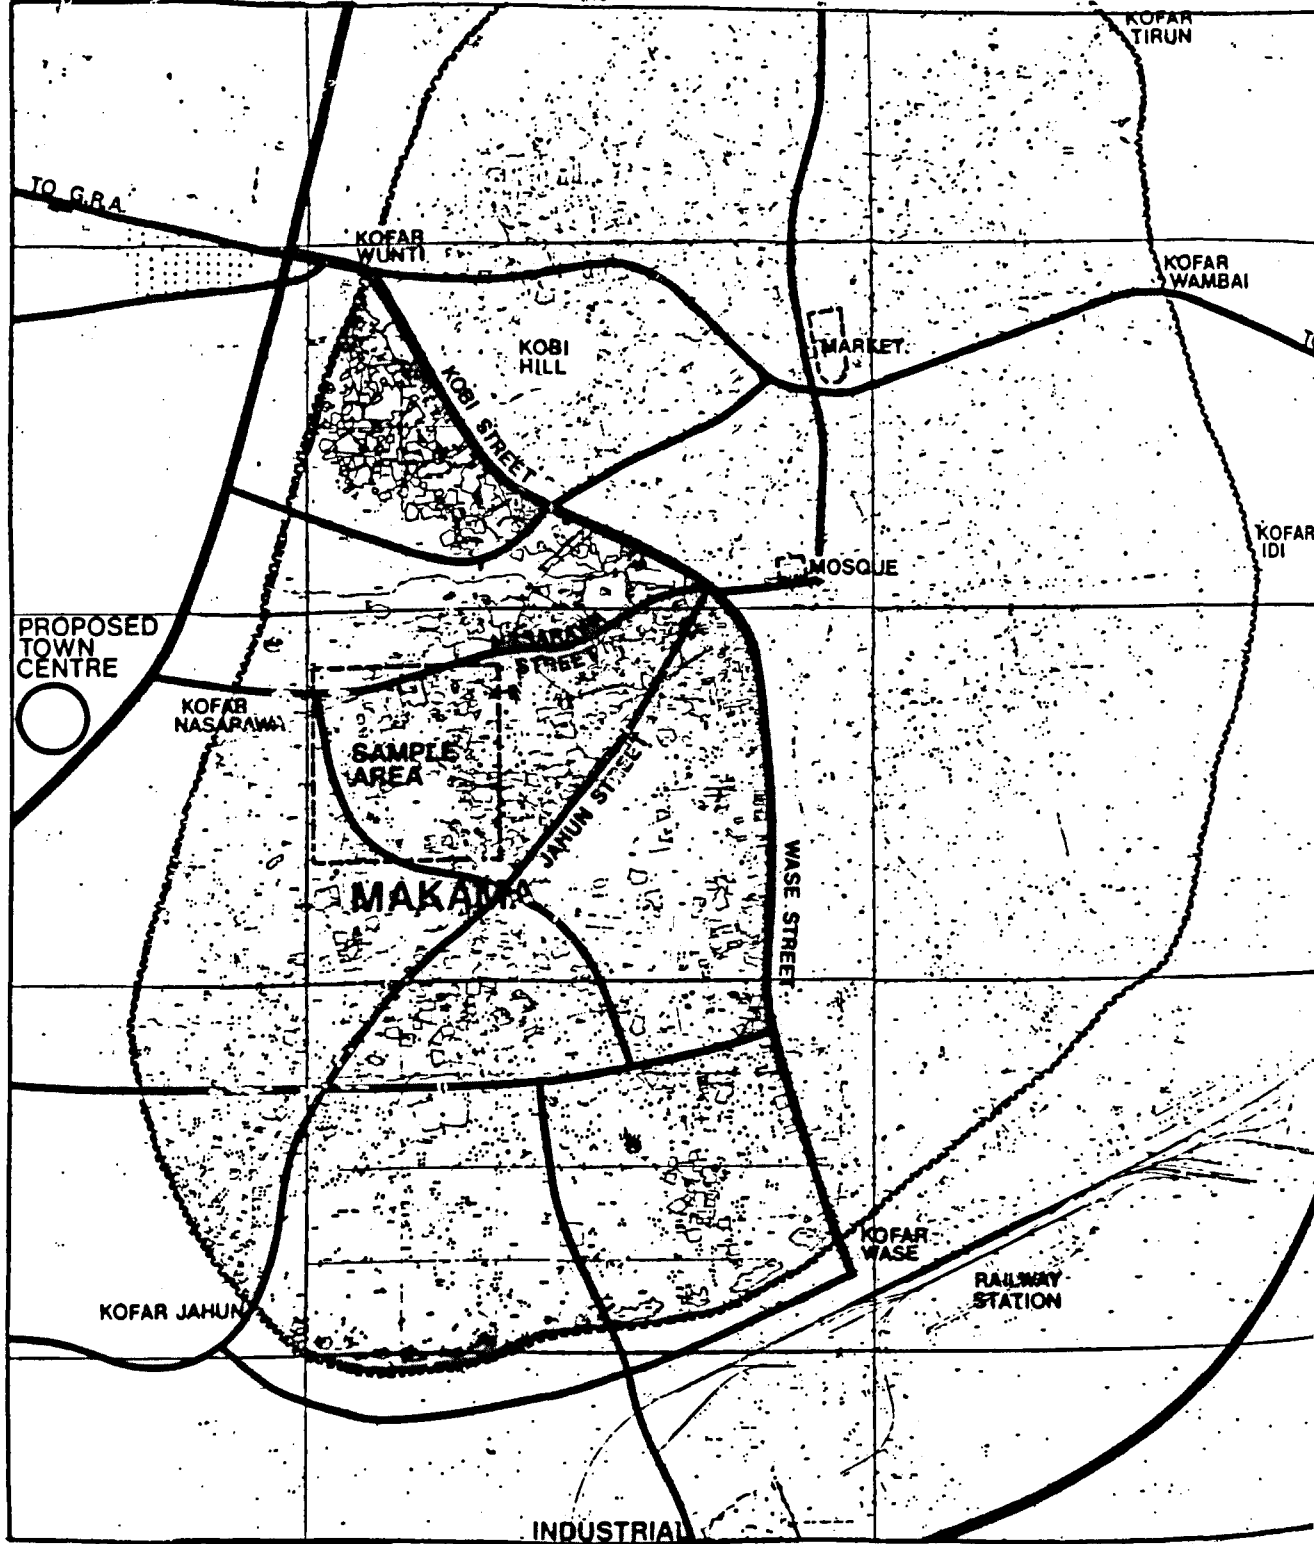 KOFAR
TIRUN
TO G.R.A.
KOFAR
WUNTI
KOFAR
WAMBAI
KOBI
HILL
MARKET
KOBI STREET
KOFAR
IDI
MOSQUE
PROPOSED
TOWN
CENTRE
NASARAWA
STREET
KOFAR
NASARAWA
SAMPLE
AREA
JAHUN STREET
MAKAMA
WASE STREET
KOFAR
WASE
RAILWAY
STATION
KOFAR JAHUN
INDUSTRIAL